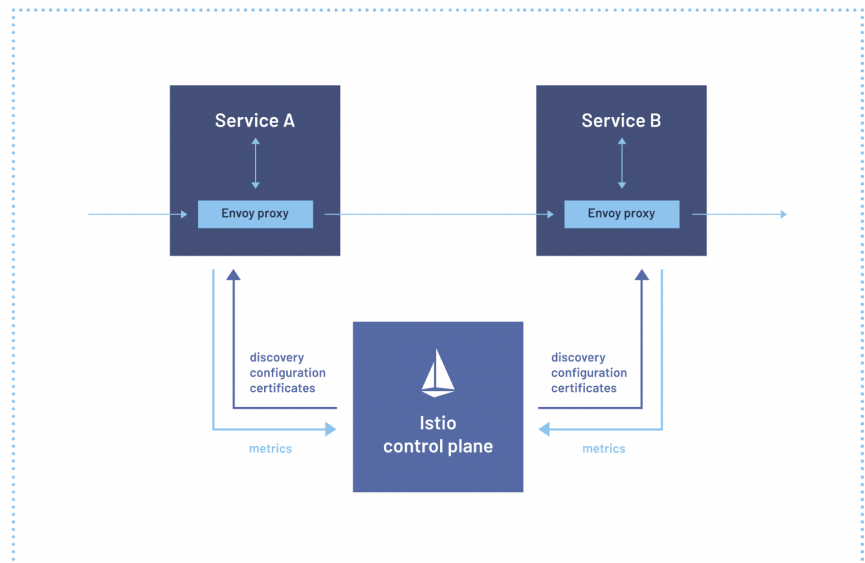 Service A
Service B
Envoy proxy
Envoy proxy
discovery
configuration
certificates
discovery
configuration
certificates
Istio
control plane
metrics
metrics